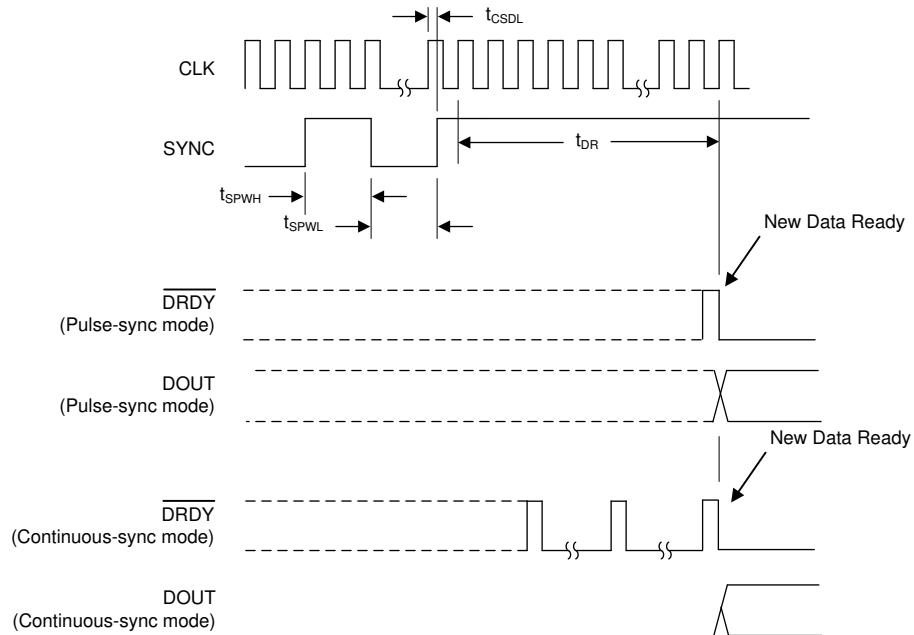 tCSDL
CLK
SYNC
tDR
tSPWH
tSPWL
New Data Ready
DRDY
(Pulse-sync mode)
DOUT
(Pulse-sync mode)
New Data Ready
DRDY
(Continuous-sync mode)
DOUT
(Continuous-sync mode)